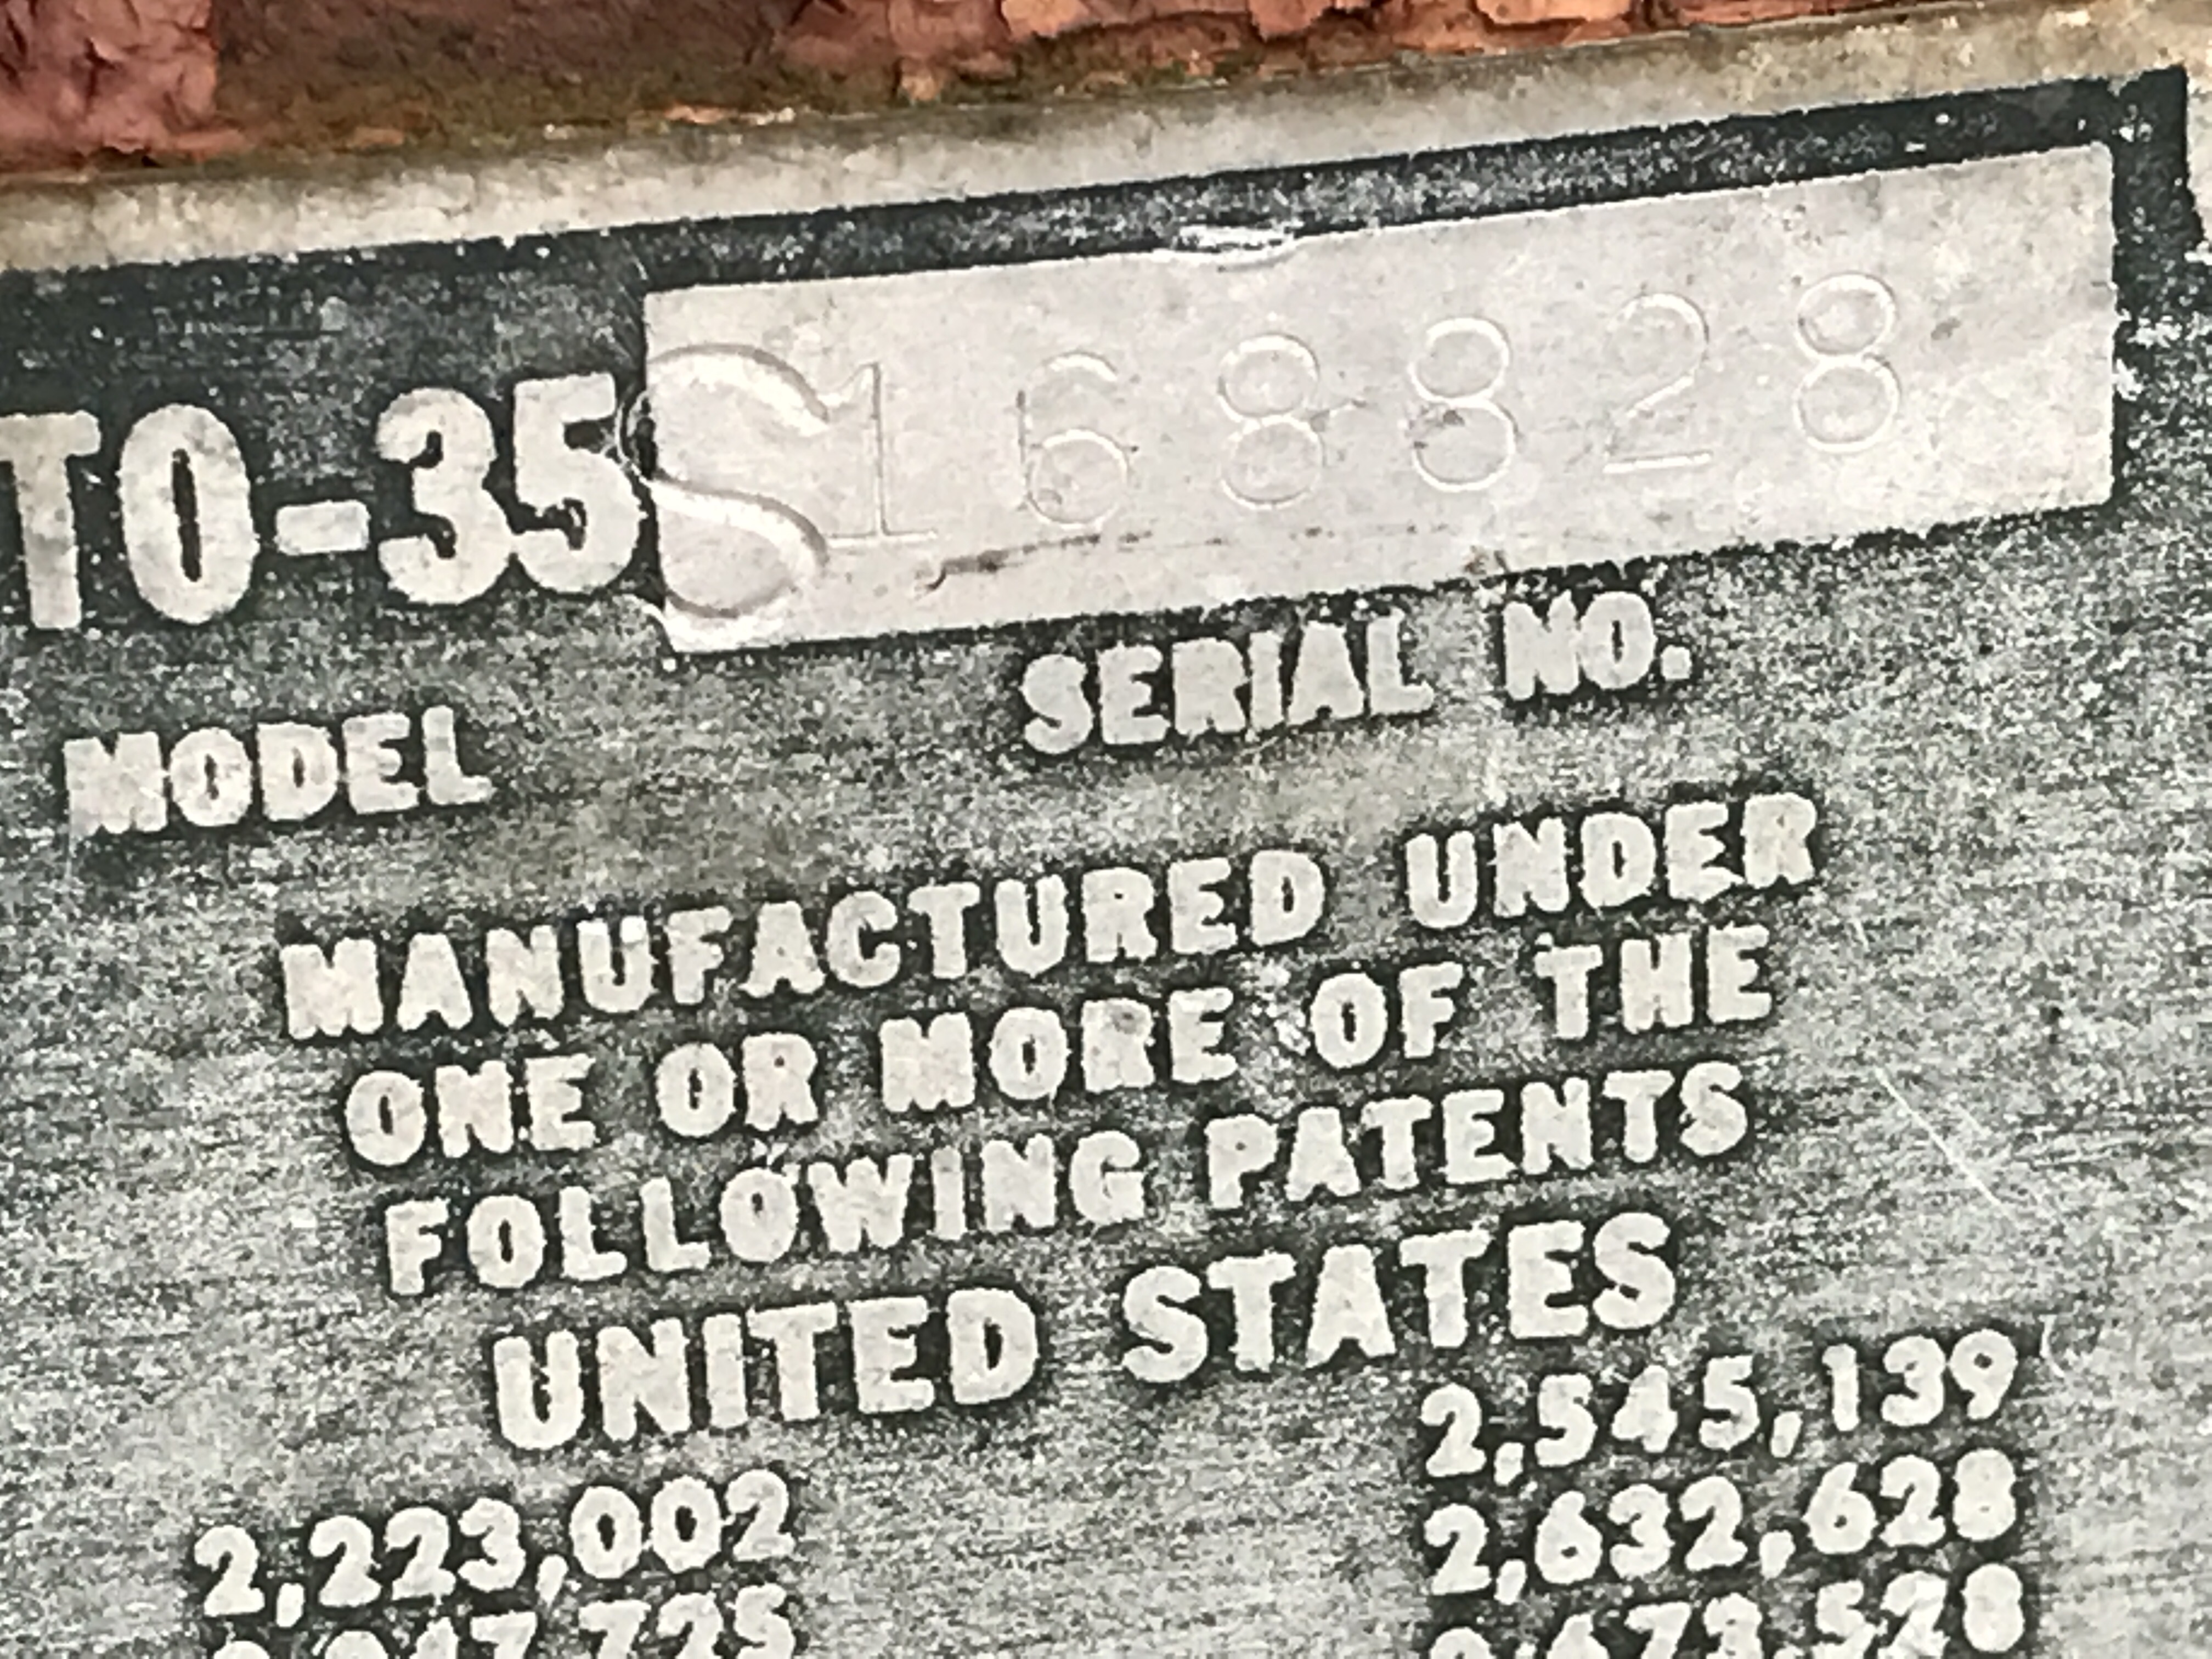 TO-35 S 168828
MODEL SERIAL NO.
MANUFACTURED UNDER
ONE OR MORE OF THE
FOLLOWING PATENTS
UNITED STATES
2,223,002 2,545,139
2,632,628